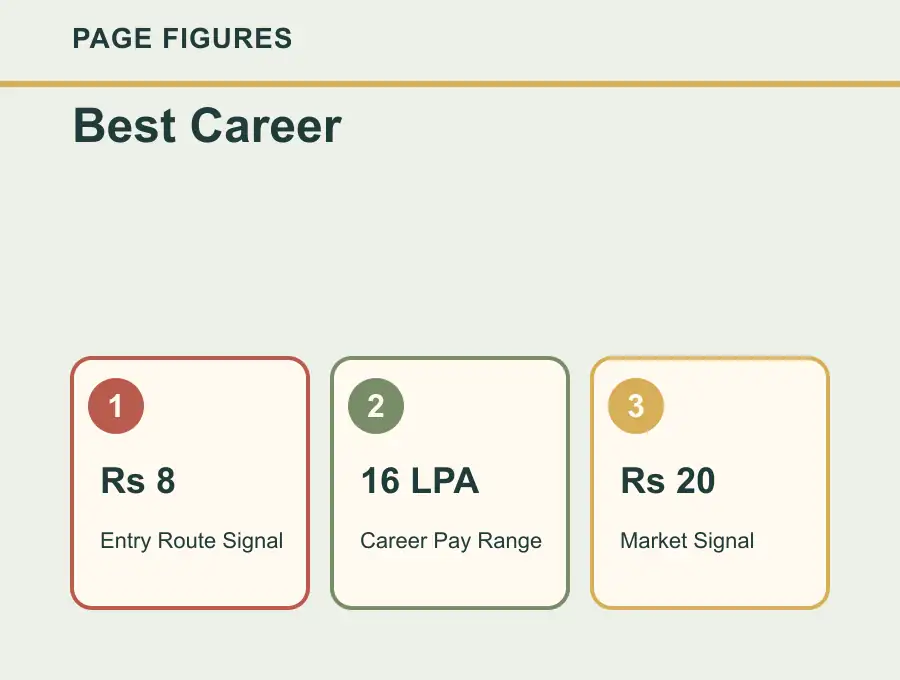 PAGE FIGURES
Best Career
1
Rs 8
Entry Route Signal
2
16 LPA
Career Pay Range
3
Rs 20
Market Signal